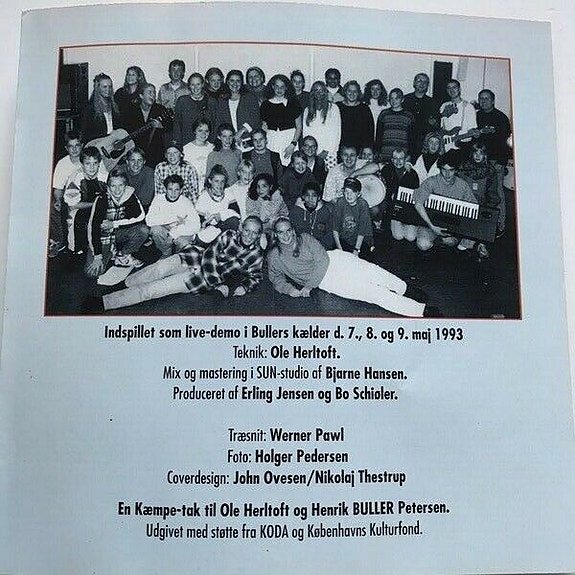 Indspillet som live-demo i Bullers kælder d. 7., 8. og 9. maj 1993
Teknik: Ole Herltoft.
Mix og mastering i SUN-studio af Bjarne Hansen.
Produceret af Erling Jensen og Bo Schiøler.
Træsnit: Werner Pawl
Foto: Holger Pedersen
Coverdesign: John Ovesen/Nikolaj Thestrup
En Kæmpe-tak til Ole Herltoft og Henrik BULLER Petersen.
Udgivet med støtte fra KODA og Københavns Kulturfond.